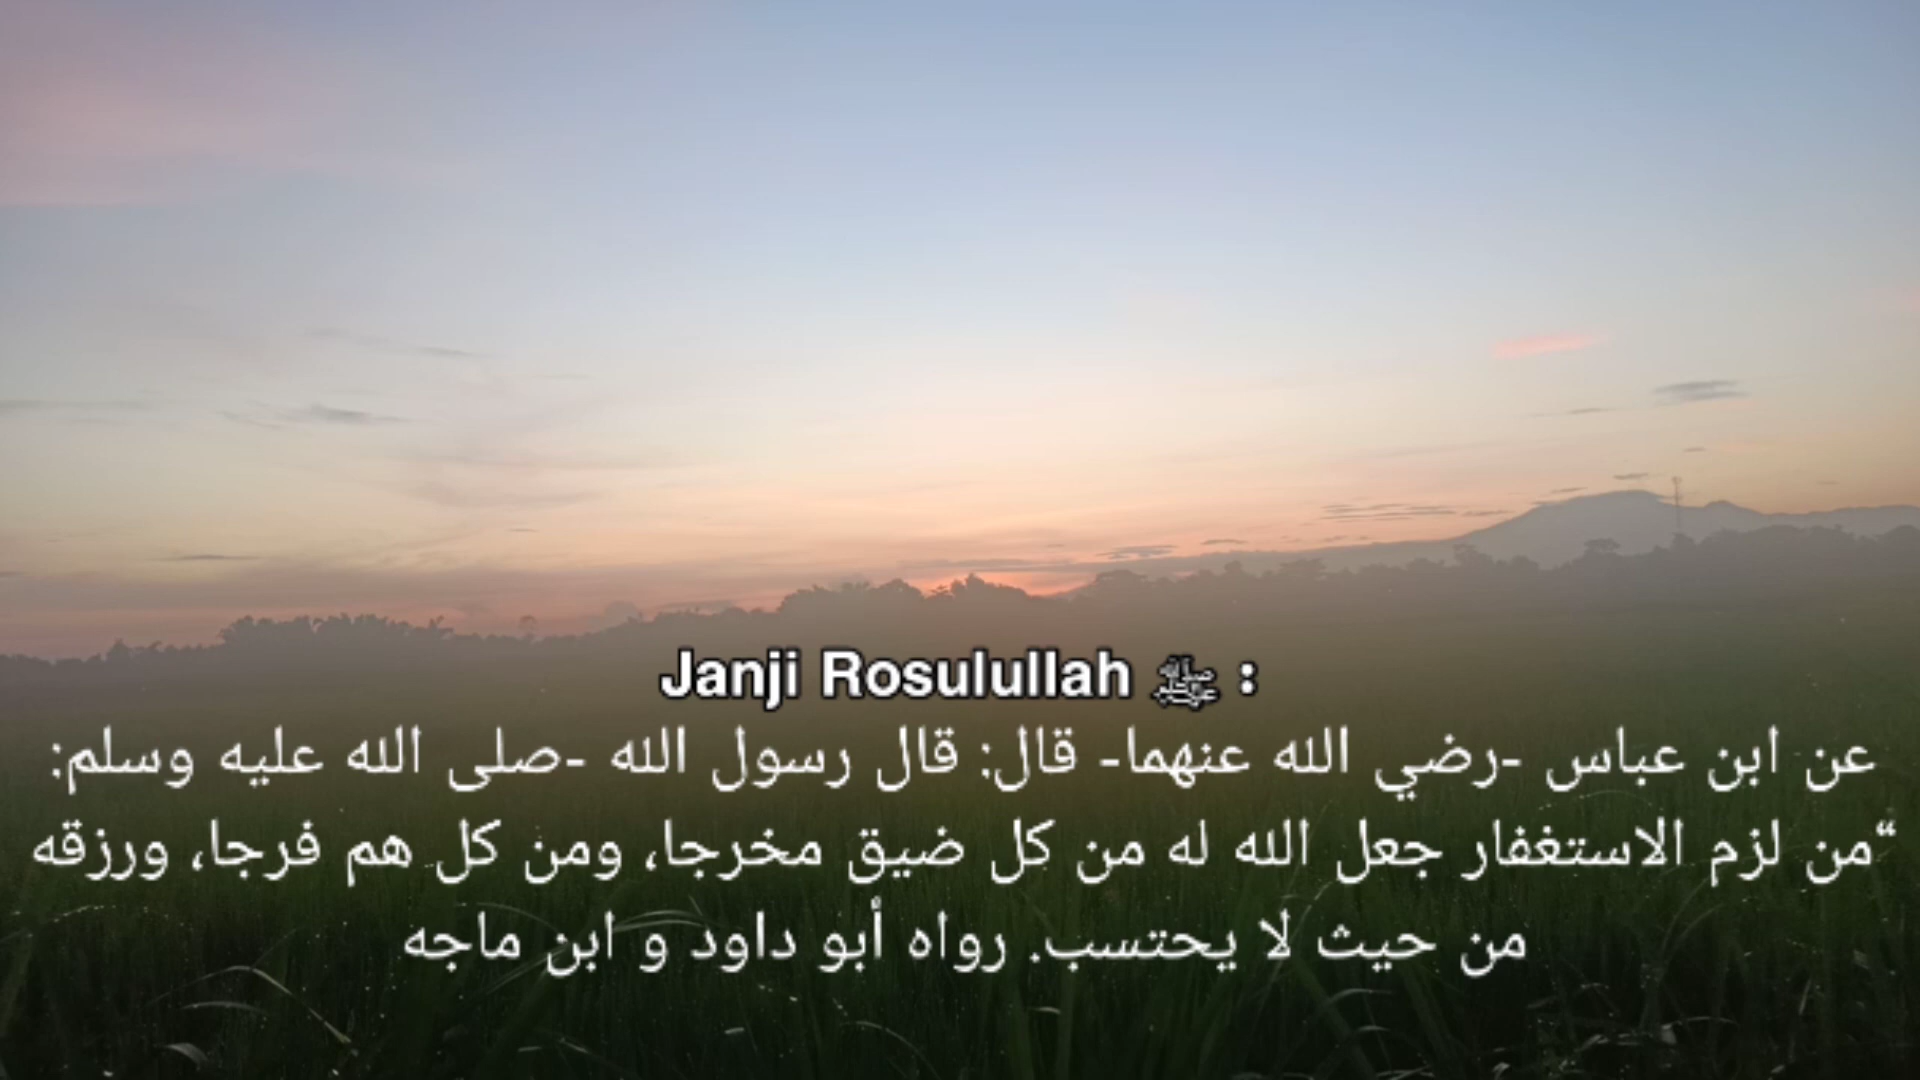 Janji Rosulullah ﷺ :
عن ابن عباس -رضي الله عنهما- قال: قال رسول الله -صلى الله عليه وسلم:
“من لزم الاستغفار جعل الله له من كل ضيق مخرجا، ومن كل هم فرجا، ورزقه
من حيث لا يحتسب. رواه أبو داود و ابن ماجه